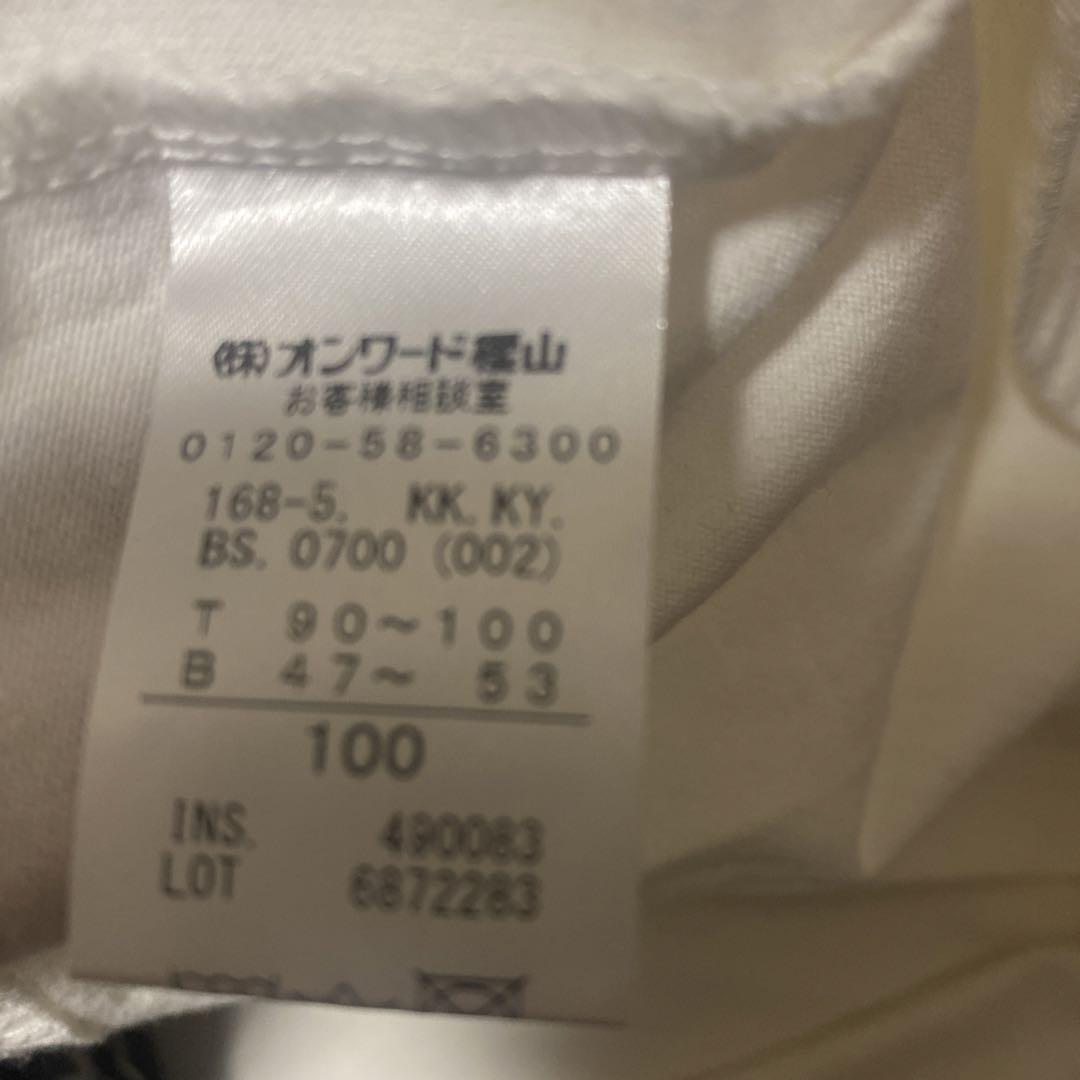 ㈱オンワード樫山
お客様相談室
0120-58-6300
168-5. KK. KY.
BS. 0700 (002)
T 90~100
B 47~ 53
100
INS. 490083
LOT 6872283